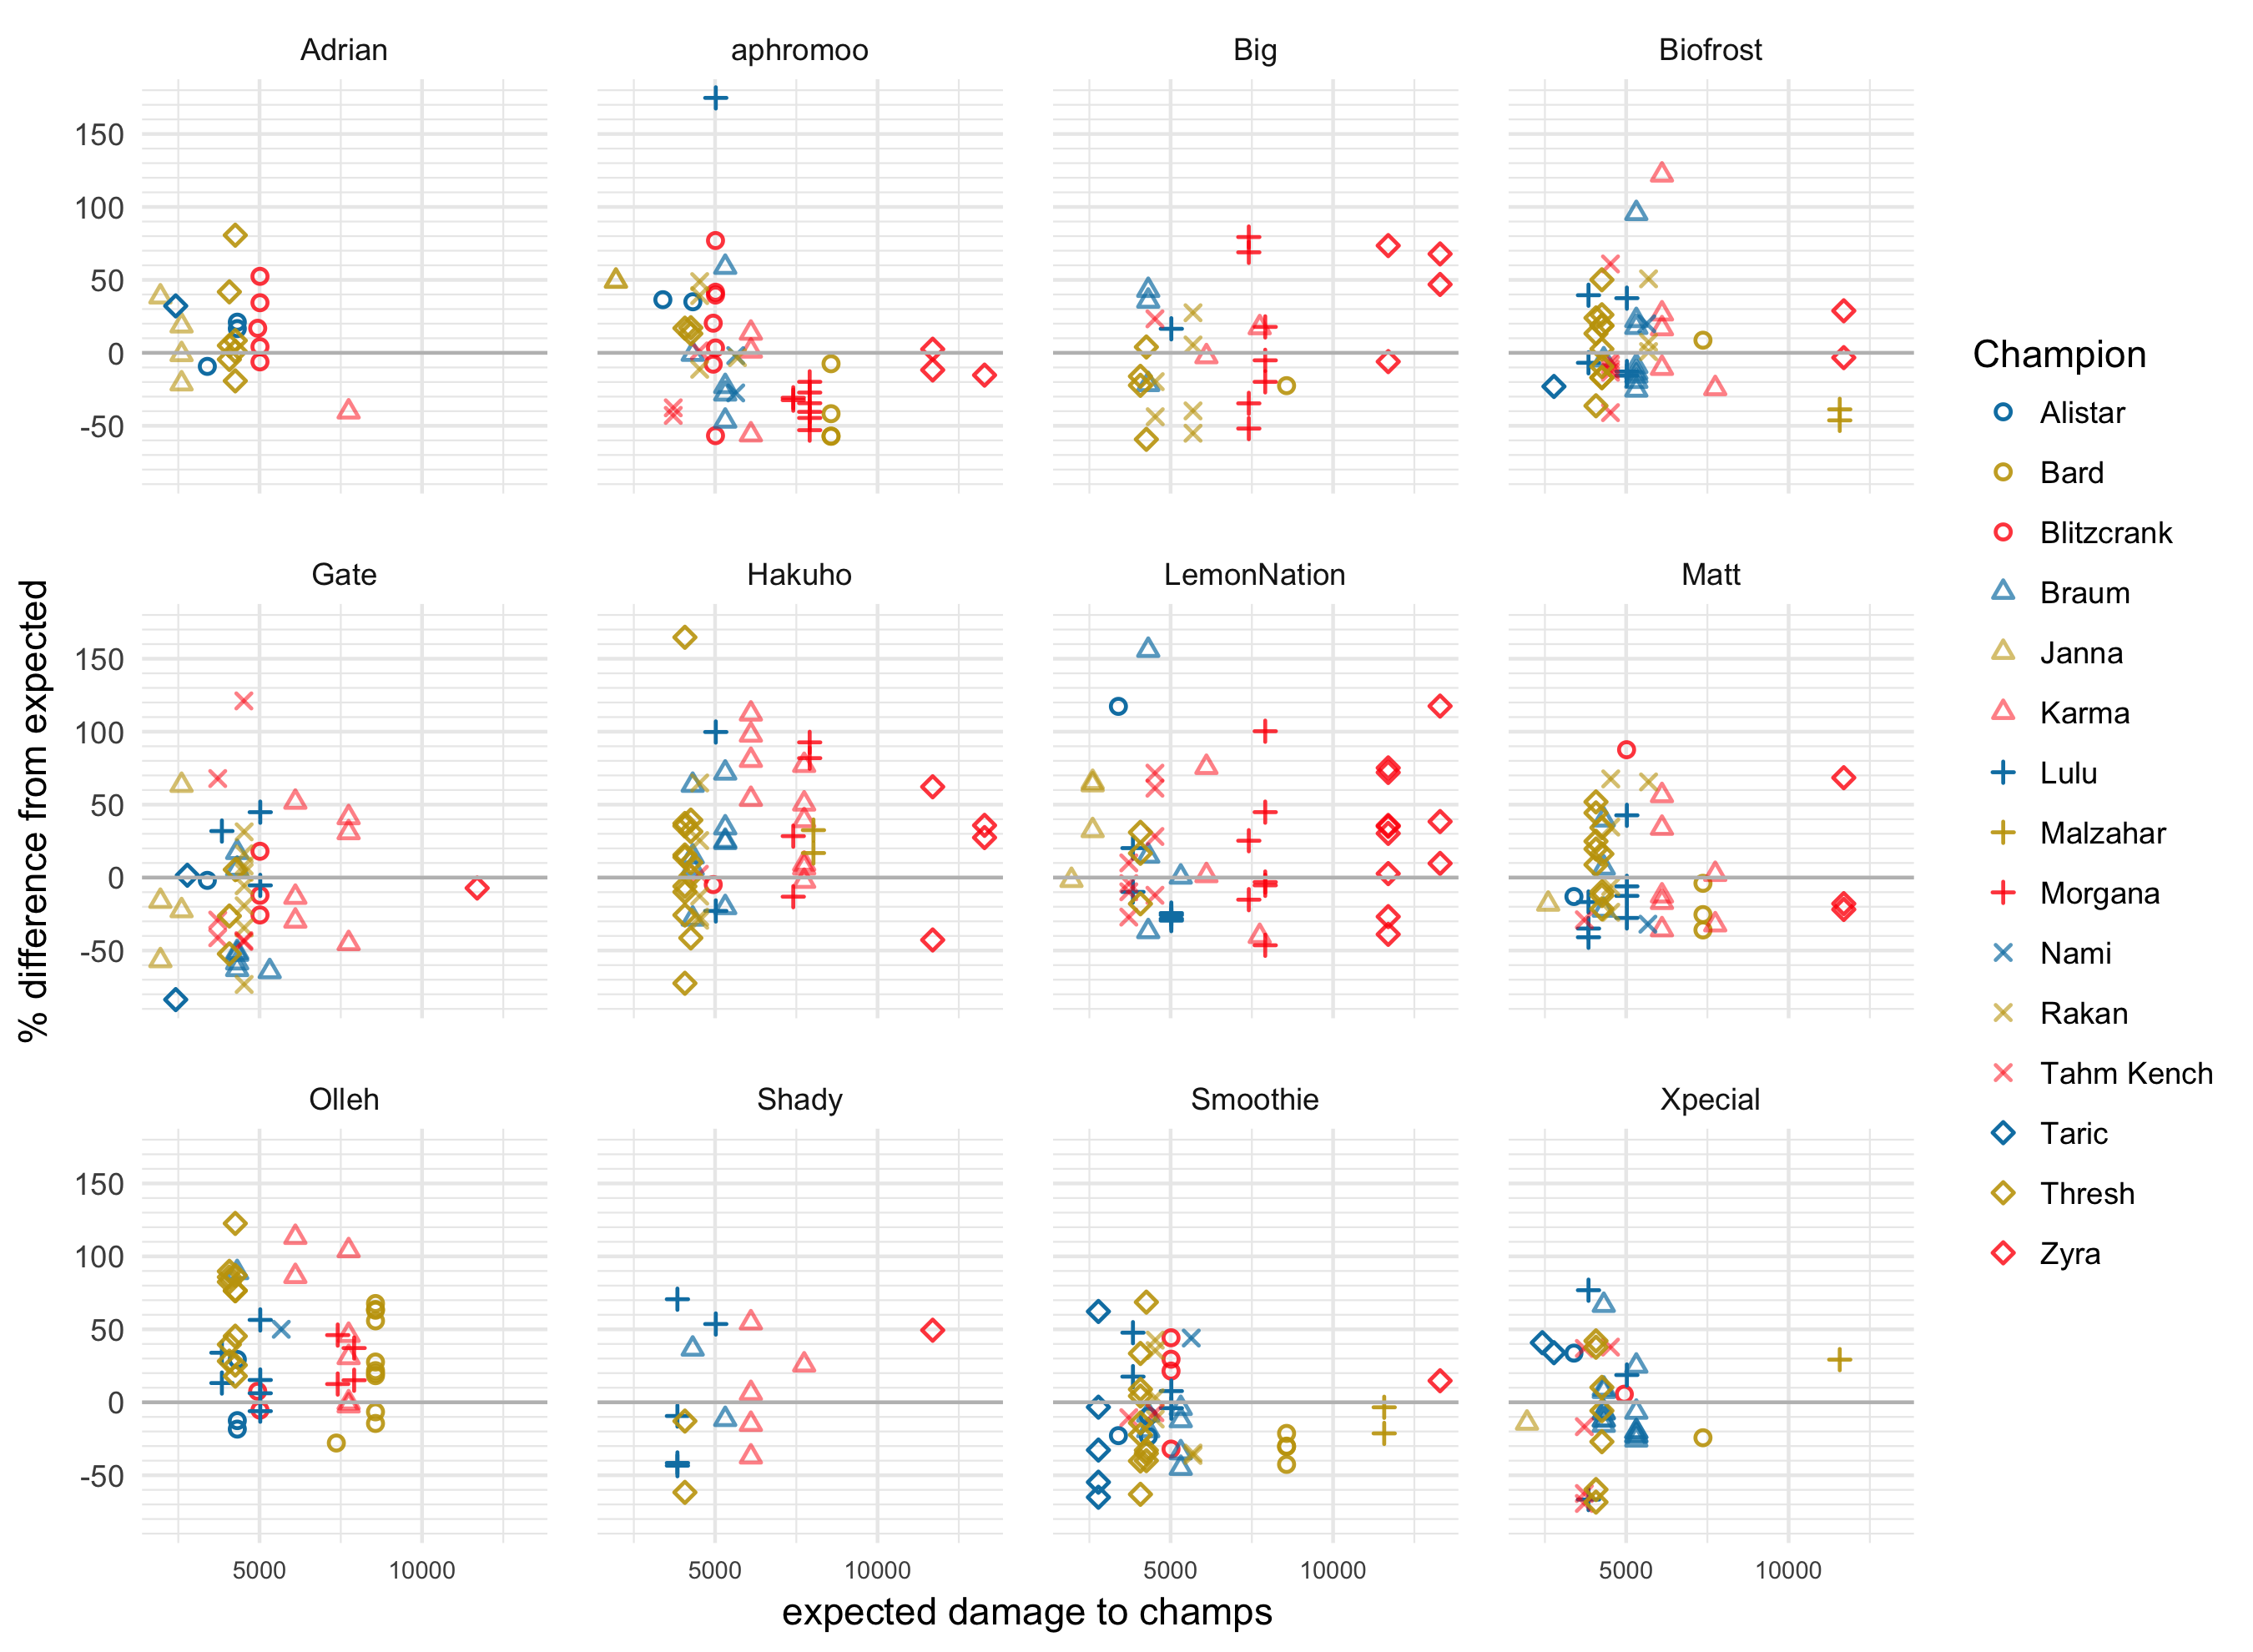 Adrian aphromoo Big Biofrost
150
100
50
0
-50
Gate Hakuho LemonNation Matt
150
100
50
0
-50
Olleh Shady Smoothie Xpecial
150
100
50
0
-50
5000 10000 5000 10000 5000 10000 5000 10000
expected damage to champs
% difference from expected
Champion
Alistar
Bard
Blitzcrank
Braum
Janna
Karma
Lulu
Malzahar
Morgana
Nami
Rakan
Tahm Kench
Taric
Thresh
Zyra